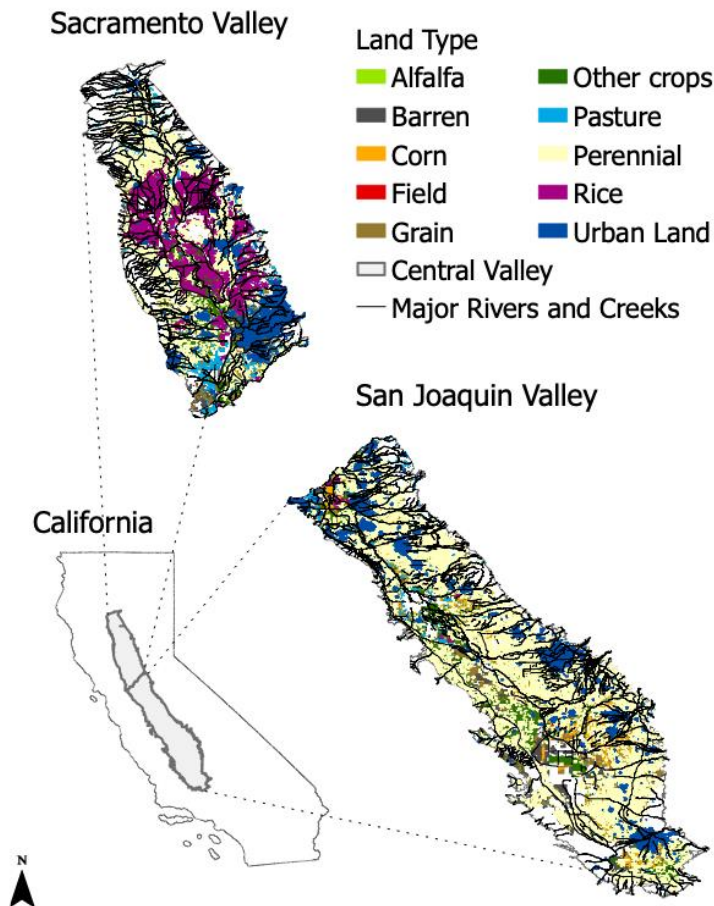 Sacramento Valley
Land Type
Alfalfa
Other crops
Barren
Pasture
Corn
Perennial
Field
Rice
Grain
Urban Land
Central Valley
Major Rivers and Creeks
San Joaquin Valley
California
N